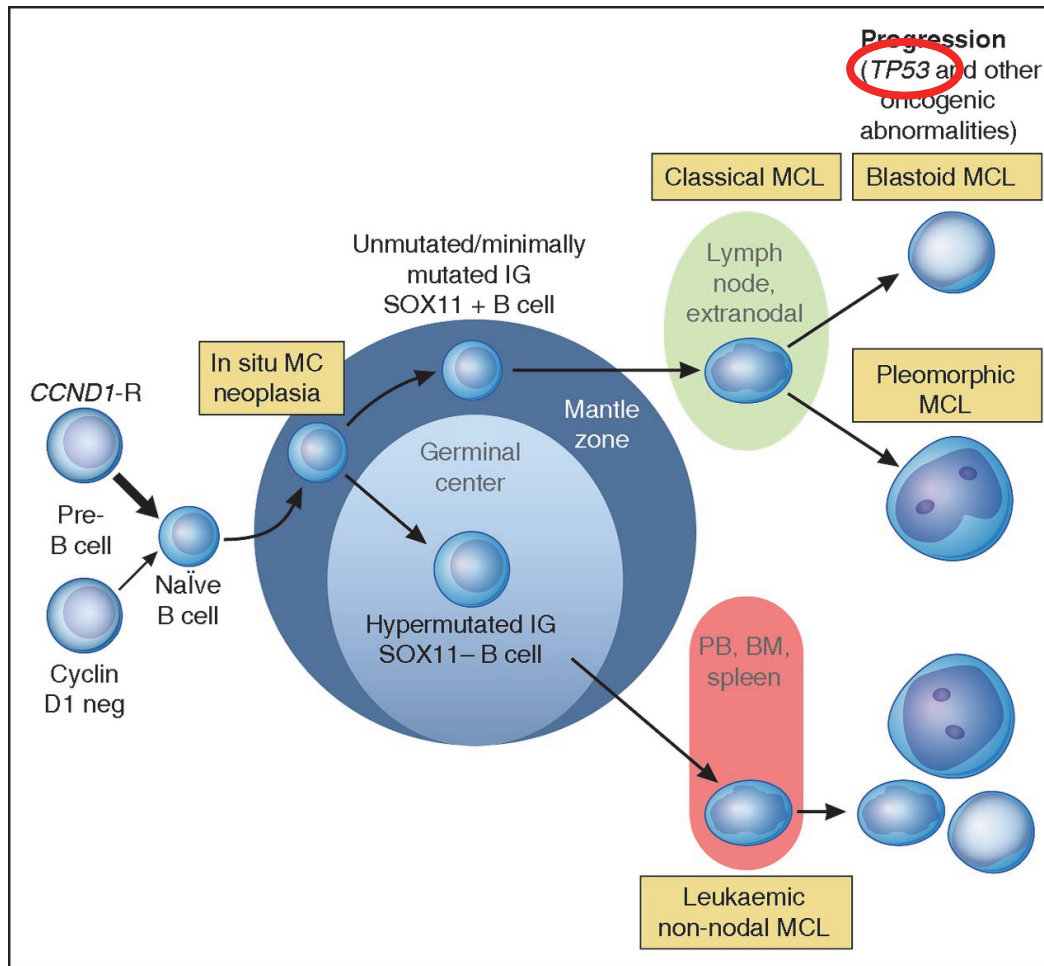 Progression
(TP53 and other
oncogenic
abnormalities)
Classical MCL
Blastoid MCL
Unmutated/minimally
mutated IG
SOX11 + B cell
Lymph
node,
extranodal
In situ MC
neoplasia
Pleomorphic
MCL
CCND1-R
Mantle
zone
Germinal
center
Pre-
B cell
Naïve
B cell
Hypermutated IG
SOX11– B cell
PB, BM,
spleen
Cyclin
D1 neg
Leukaemic
non-nodal MCL